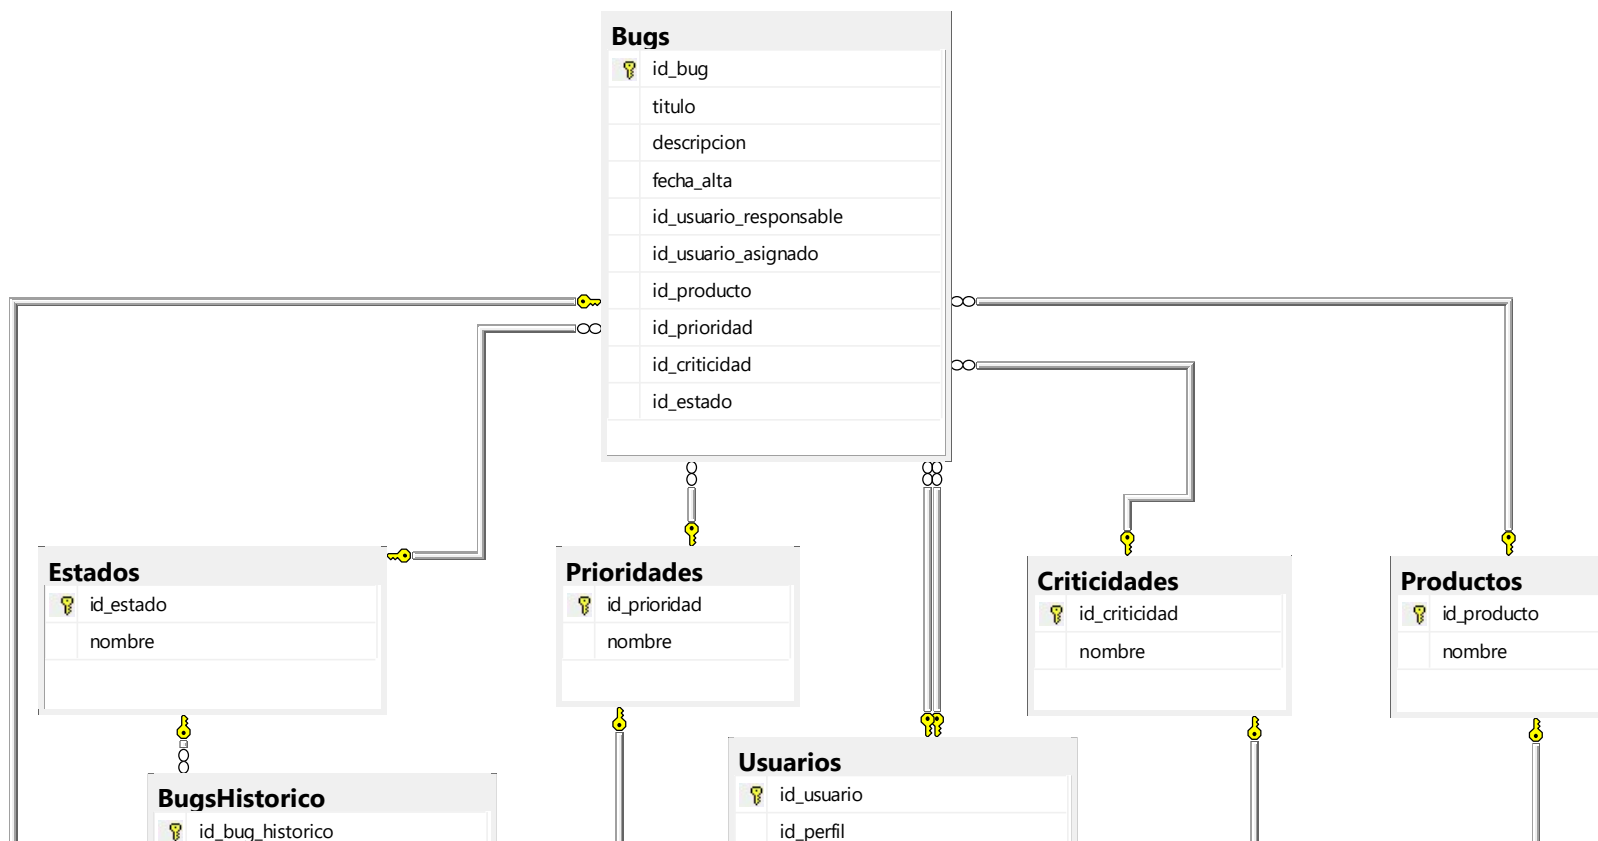 Bugs
id_bug
titulo
descripcion
fecha_alta
id_usuario_responsable
id_usuario_asignado
id_producto
id_prioridad
id_criticidad
id_estado
Estados
id_estado
nombre
Prioridades
id_prioridad
nombre
Criticidades
id_criticidad
nombre
Productos
id_producto
nombre
BugsHistorico
id_bug_historico
Usuarios
id_usuario
id_perfil